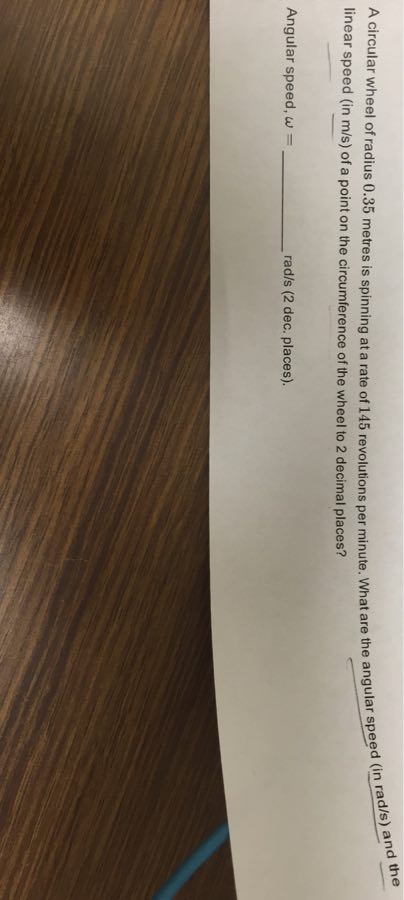 A circular wheel of radius 0.35 metres is spinning at a rate of 145 revolutions per minute. What are the angular speed (in rad/s) and the
linear speed (in m/s) of a point on the circumference of the wheel to 2 decimal places?
Angular speed, ω = ____________ rad/s (2 dec. places).